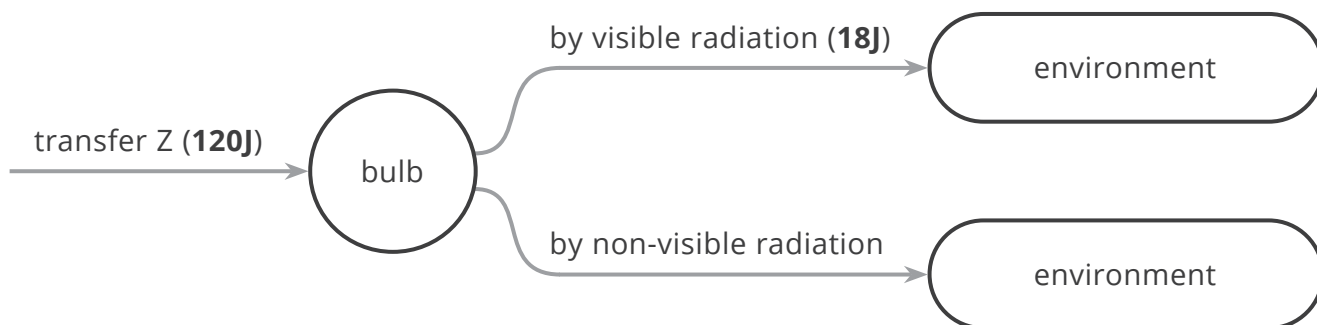 by visible radiation (18J)
environment
transfer Z (120J)
bulb
by non-visible radiation
environment